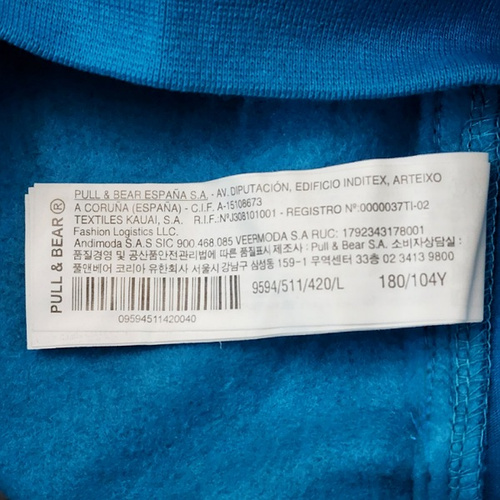 PULL & BEAR®
PULL & BEAR ESPAÑA S.A. - AV. DIPUTACIÓN, EDIFICIO INDITEX, ARTEIXO
A CORUÑA (ESPAÑA) - C.I.F. A-15108673
TEXTILES KAUAI, S.A. R.I.F. NºJ308101001 - REGISTRO Nº:0000037TI-02
Fashion Logistics LLC.
Andimoda S.A.S SIC 900.468.085 VEERMODA S.A RUC: 1792343178001
품질경영 및 공산품안전관리법에 따른 품질표시 제조사 : Pull & Bear S.A. 소비자상담실 :
풀앤베어 코리아 유한회사 서울시 강남구 삼성동 159-1 무역센터 33층 02 3413 9800
9594/511/420/L 180/104Y
09594511420040